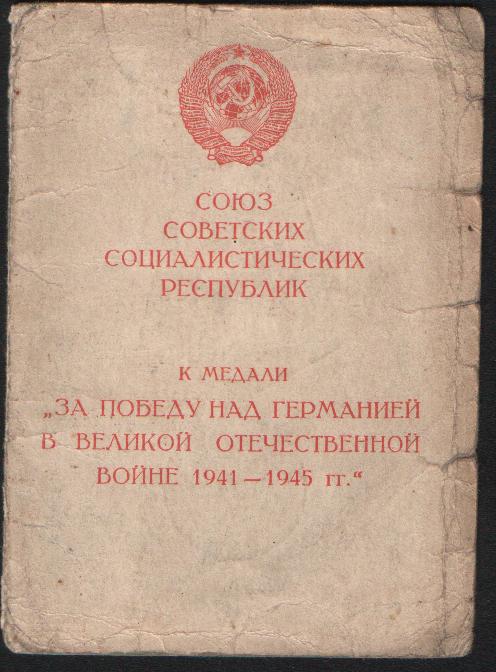 СОЮЗ
СОВЕТСКИХ
СОЦИАЛИСТИЧЕСКИХ
РЕСПУБЛИК
К МЕДАЛИ
„ЗА ПОБЕДУ НАД ГЕРМАНИЕЙ
В ВЕЛИКОЙ ОТЕЧЕСТВЕННОЙ
ВОЙНЕ 1941—1945 гг.“